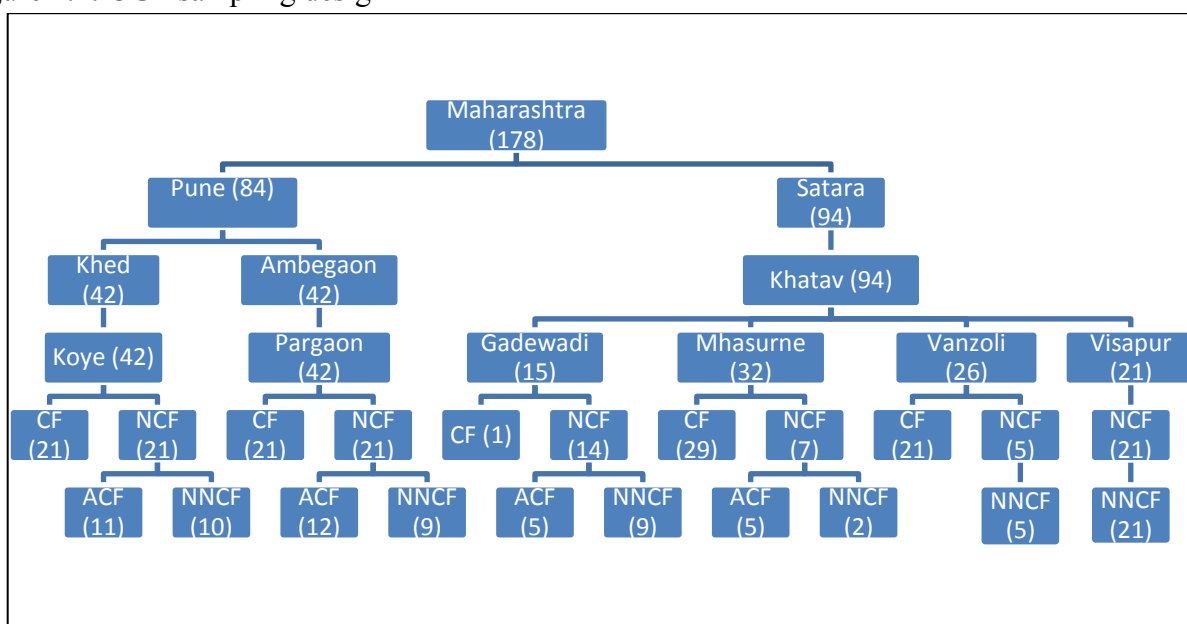 Maharashtra
(178)
Pune (84)
Satara
(94)
Khed
(42)
Ambegaon
(42)
Khatav (94)
Koye (42)
Pargaon
(42)
Gadewadi
(15)
Mhasurne
(32)
Vanzoli
(26)
Visapur
(21)
CF
(21)
NCF
(21)
CF
(21)
NCF
(21)
CF (1)
NCF
(14)
CF
(29)
NCF
(7)
CF
(21)
NCF
(5)
NCF
(21)
ACF
(11)
NNCF
(10)
ACF
(12)
NNCF
(9)
ACF
(5)
NNCF
(9)
ACF
(5)
NNCF
(2)
NNCF
(5)
NNCF
(21)